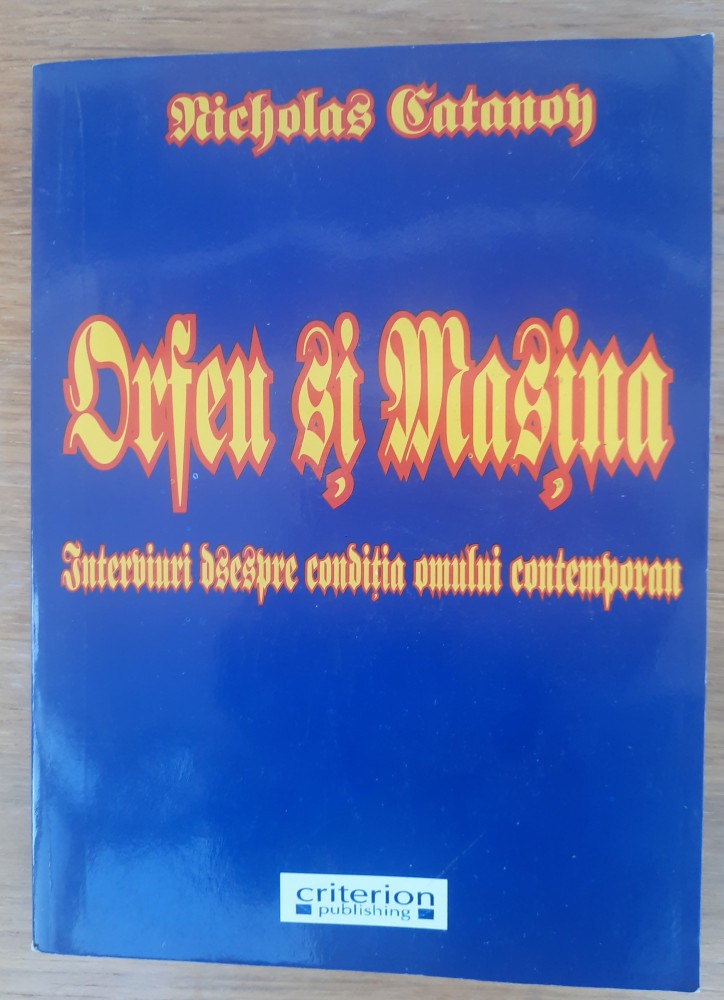 Nicholas Catanoy
Orfeu și Mașina
Interviuri dsespre condiția omului contemporan
criterion
publishing